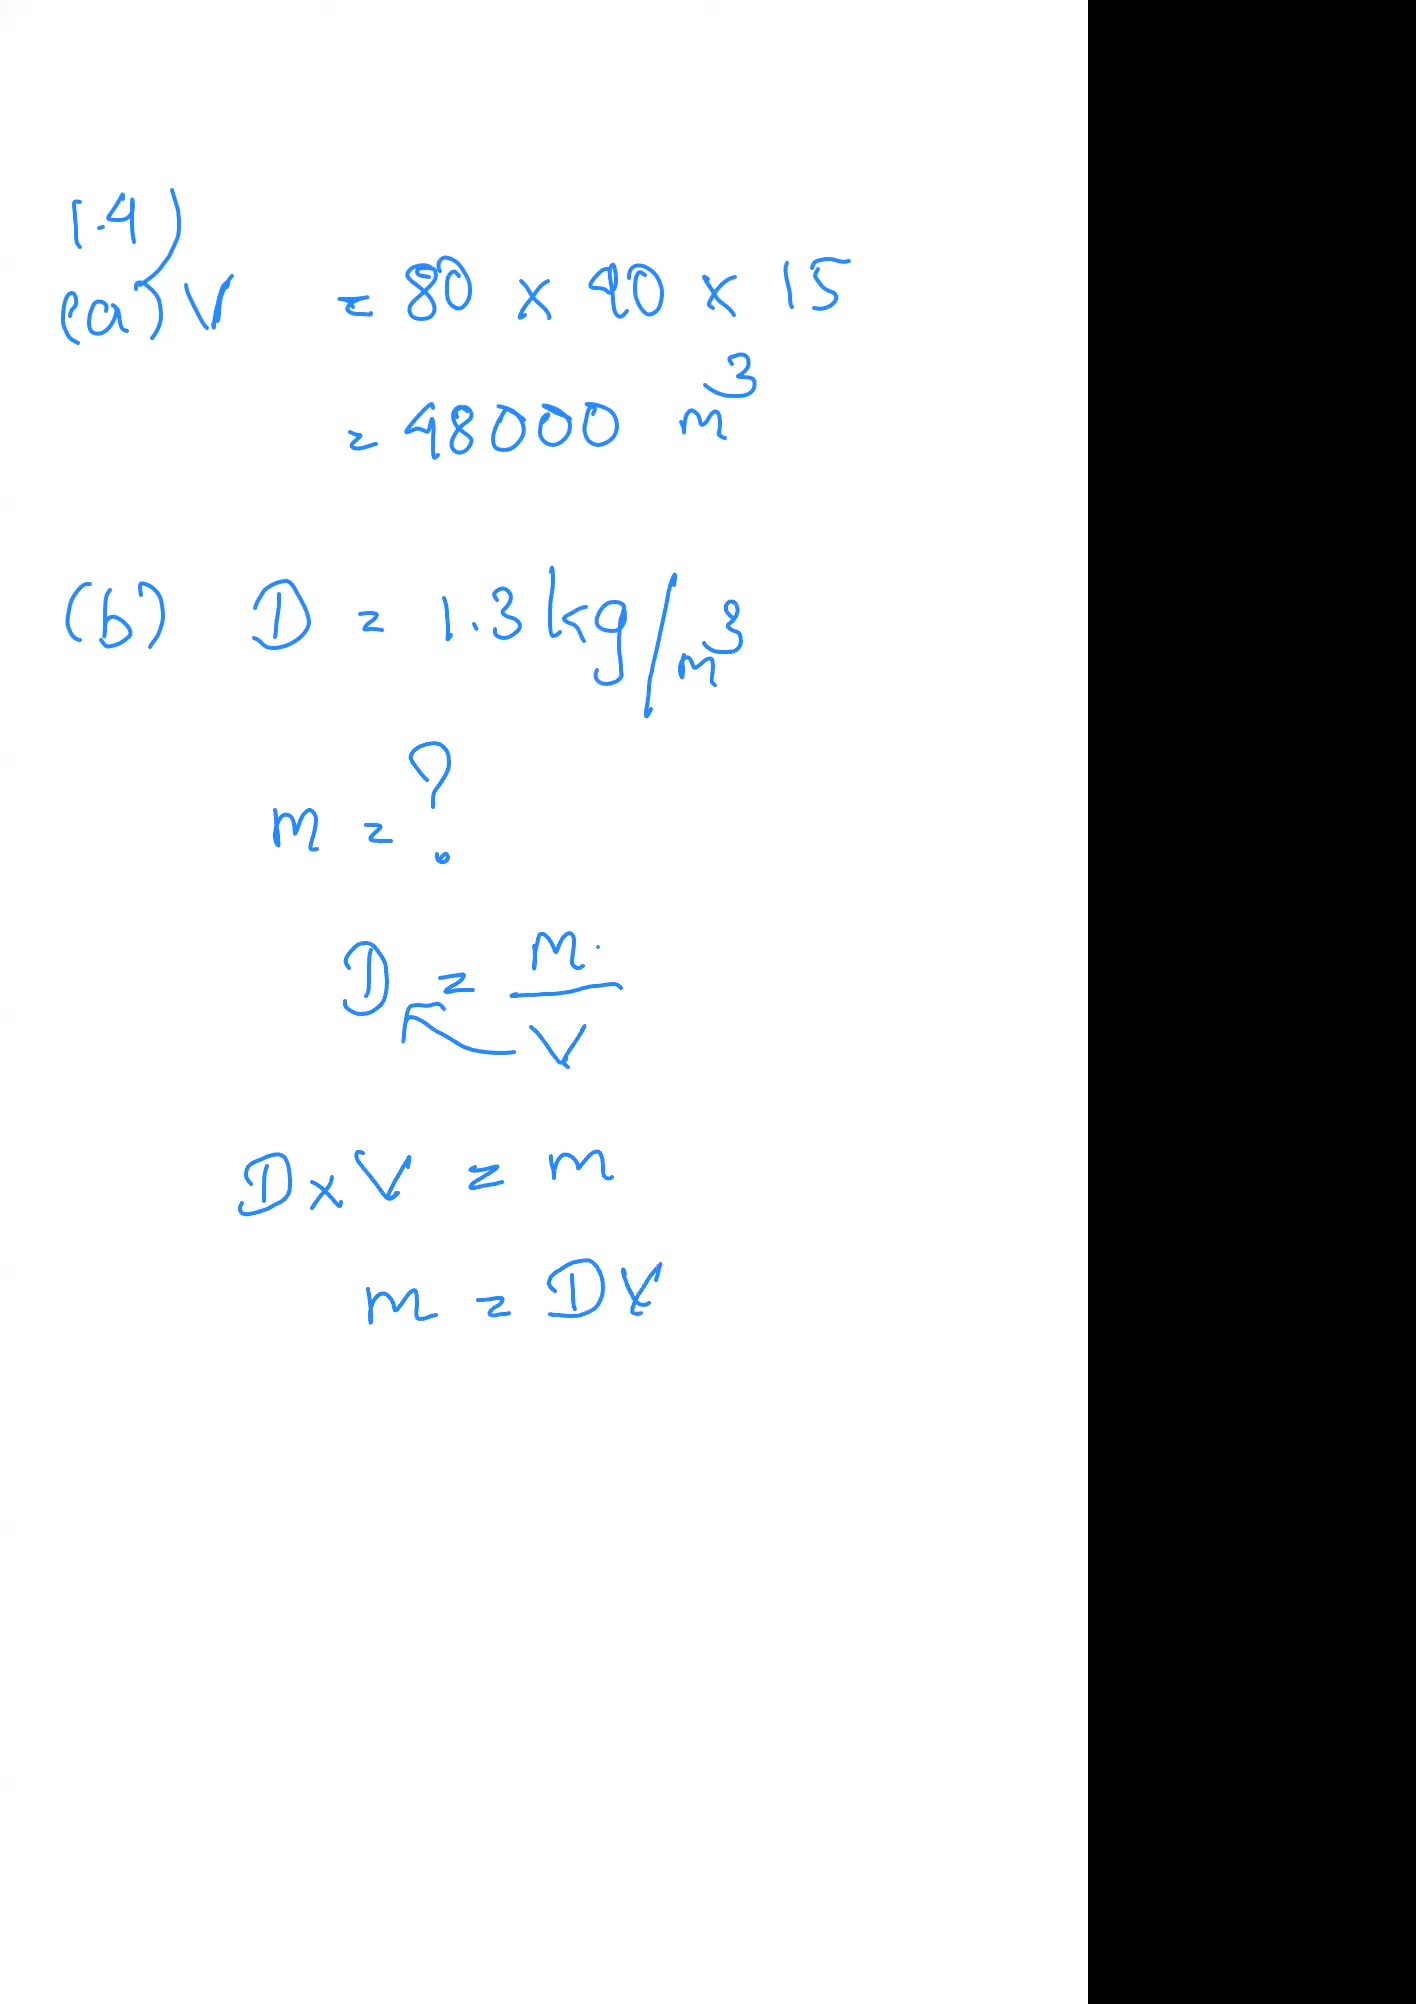 1.4)
(a) V = 80 × 40 × 15
= 48000 m³
(b) D = 1.3 kg/m³
m = ?
D = m / V
D × V = m
m = DV